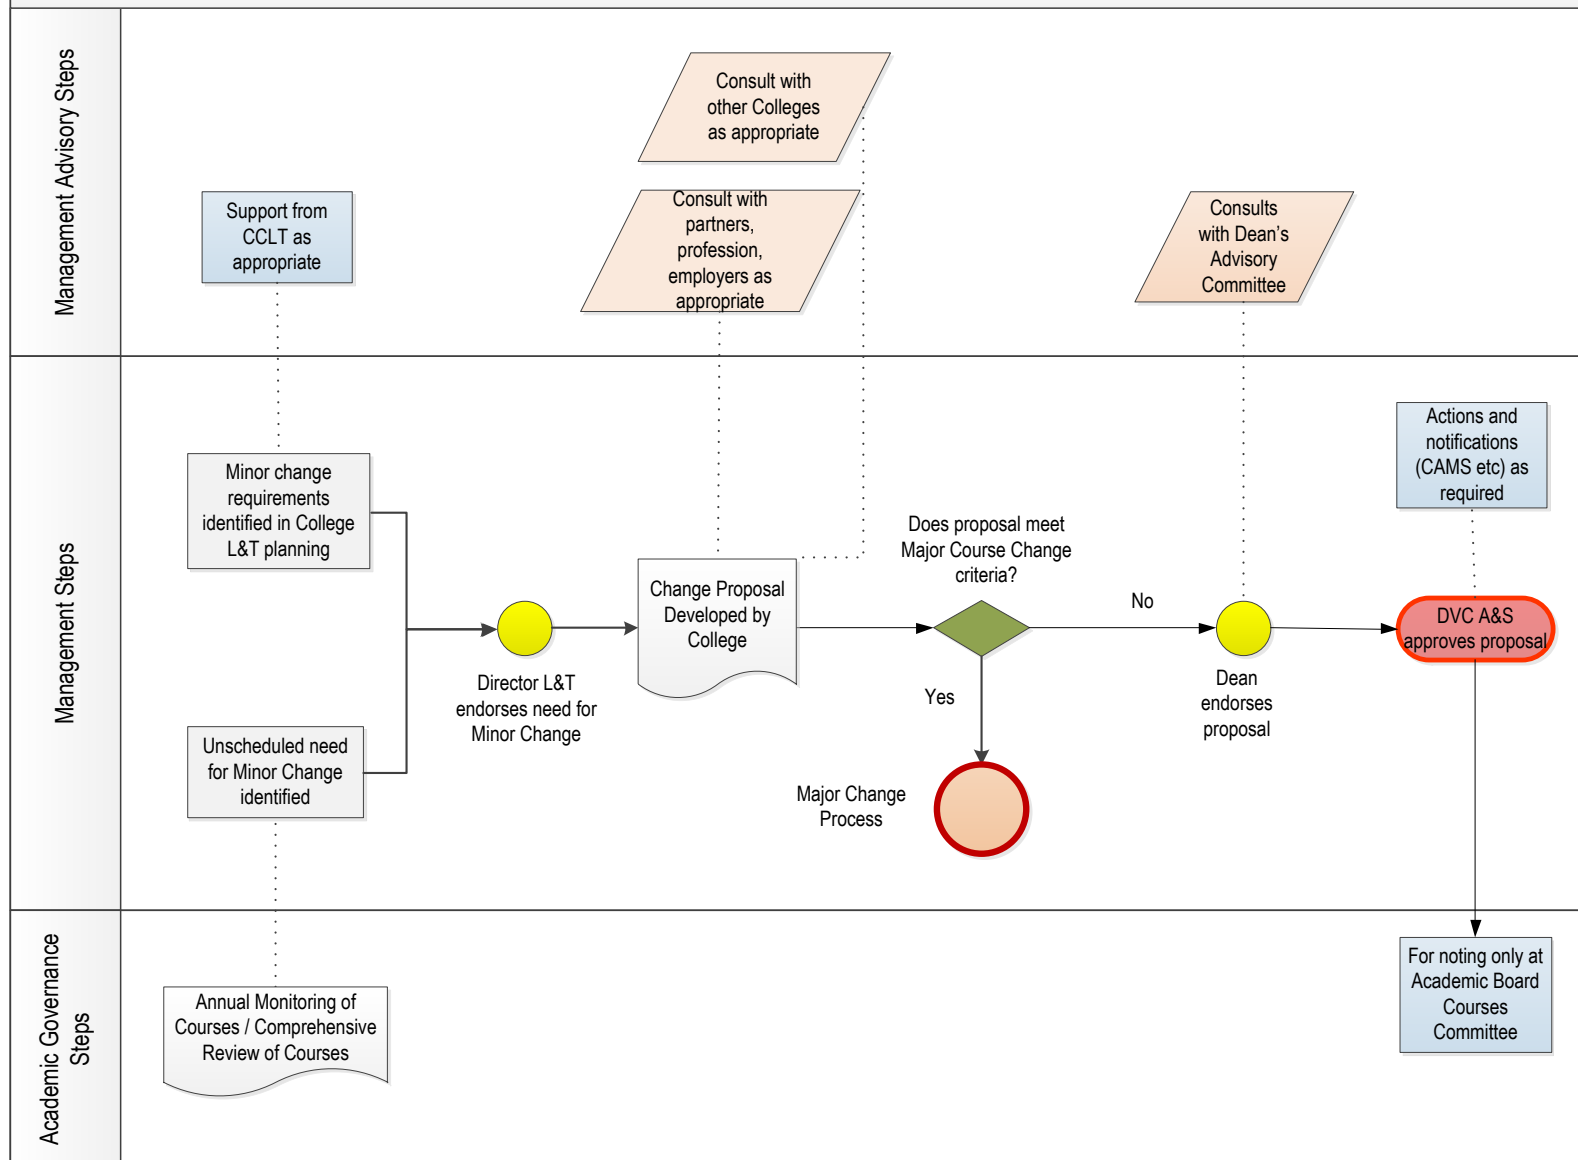 Management Advisory Steps
Consult with
other Colleges
as appropriate
Support from
CCLT as
appropriate
Consult with
partners,
profession,
employers as
appropriate
Consults
with Dean's
Advisory
Committee
Management Steps
Minor change
requirements
identified in College
L&T planning
Unscheduled need
for Minor Change
identified
Director L&T
endorses need for
Minor Change
Change Proposal
Developed by
College
Does proposal meet
Major Course Change
criteria?
No
Yes
Major Change
Process
Dean
endorses
proposal
Actions and
notifications
(CAMS etc) as
required
DVC A&S
approves proposal
Academic Governance
Steps
Annual Monitoring of
Courses / Comprehensive
Review of Courses
For noting only at
Academic Board
Courses
Committee